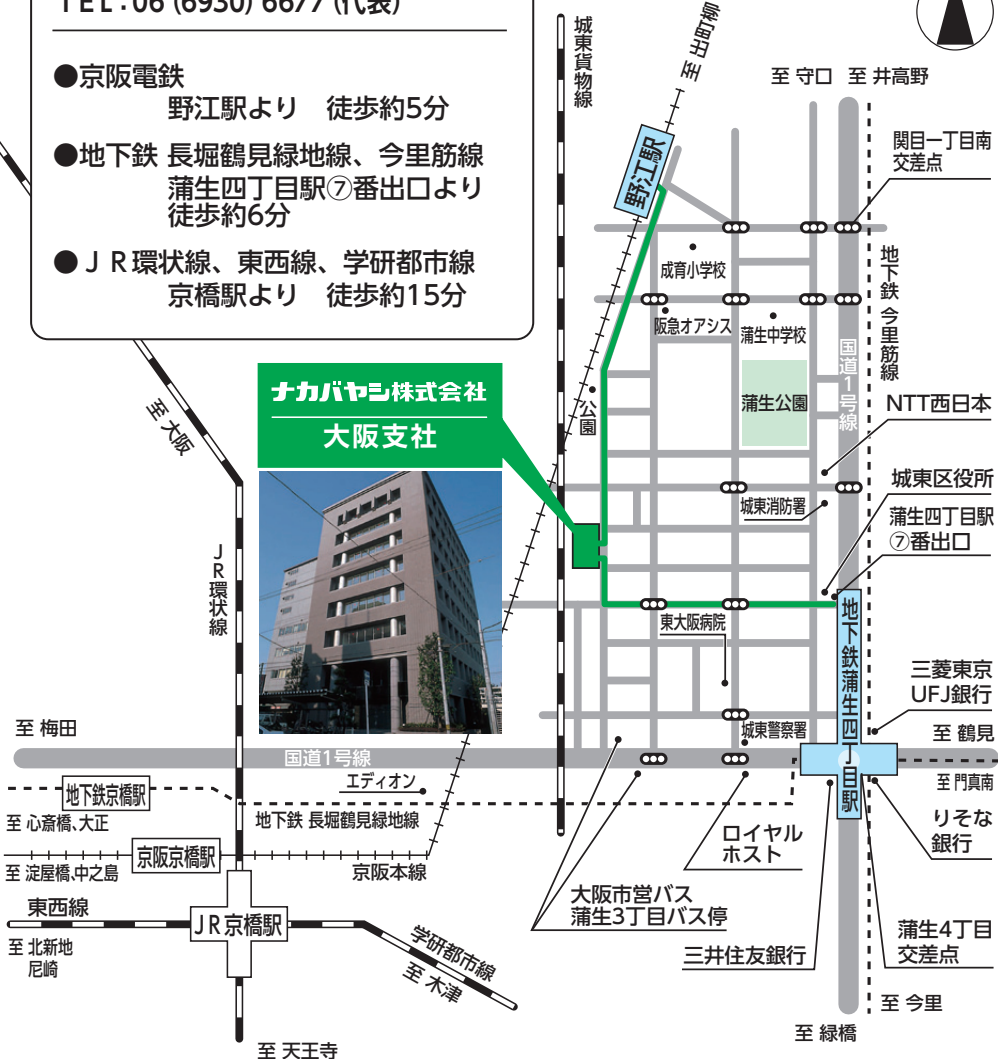 TEL:06 (6930) 6677 (代表)
●京阪電鉄
野江駅より 徒歩約5分
●地下鉄 長堀鶴見緑地線、今里筋線
蒲生四丁目駅⑦番出口より
徒歩約6分
●JR環状線、東西線、学研都市線
京橋駅より 徒歩約15分
城東貨物線
至 出町柳
至 守口
至 井高野
関目一丁目南
交差点
野江駅
成育小学校
地下鉄 今里筋線
阪急オアシス
蒲生中学校
国道1号線
ナカバヤシ株式会社
大阪支社
公園
蒲生公園
NTT西日本
至 大阪
城東消防署
城東区役所
蒲生四丁目駅
⑦番出口
JR環状線
東大阪病院
地下鉄蒲生四丁目駅
三菱東京
UFJ銀行
至 梅田
城東警察署
至 鶴見
国道1号線
エディオン
至 門真南
地下鉄京橋駅
至 心斎橋、大正
地下鉄 長堀鶴見緑地線
りそな
銀行
ロイヤル
ホスト
京阪京橋駅
至 淀屋橋、中之島
京阪本線
大阪市営バス
蒲生3丁目バス停
東西線
JR京橋駅
学研都市線
至 木津
至 北新地
尼崎
三井住友銀行
蒲生4丁目
交差点
至 今里
至 緑橋
至 天王寺